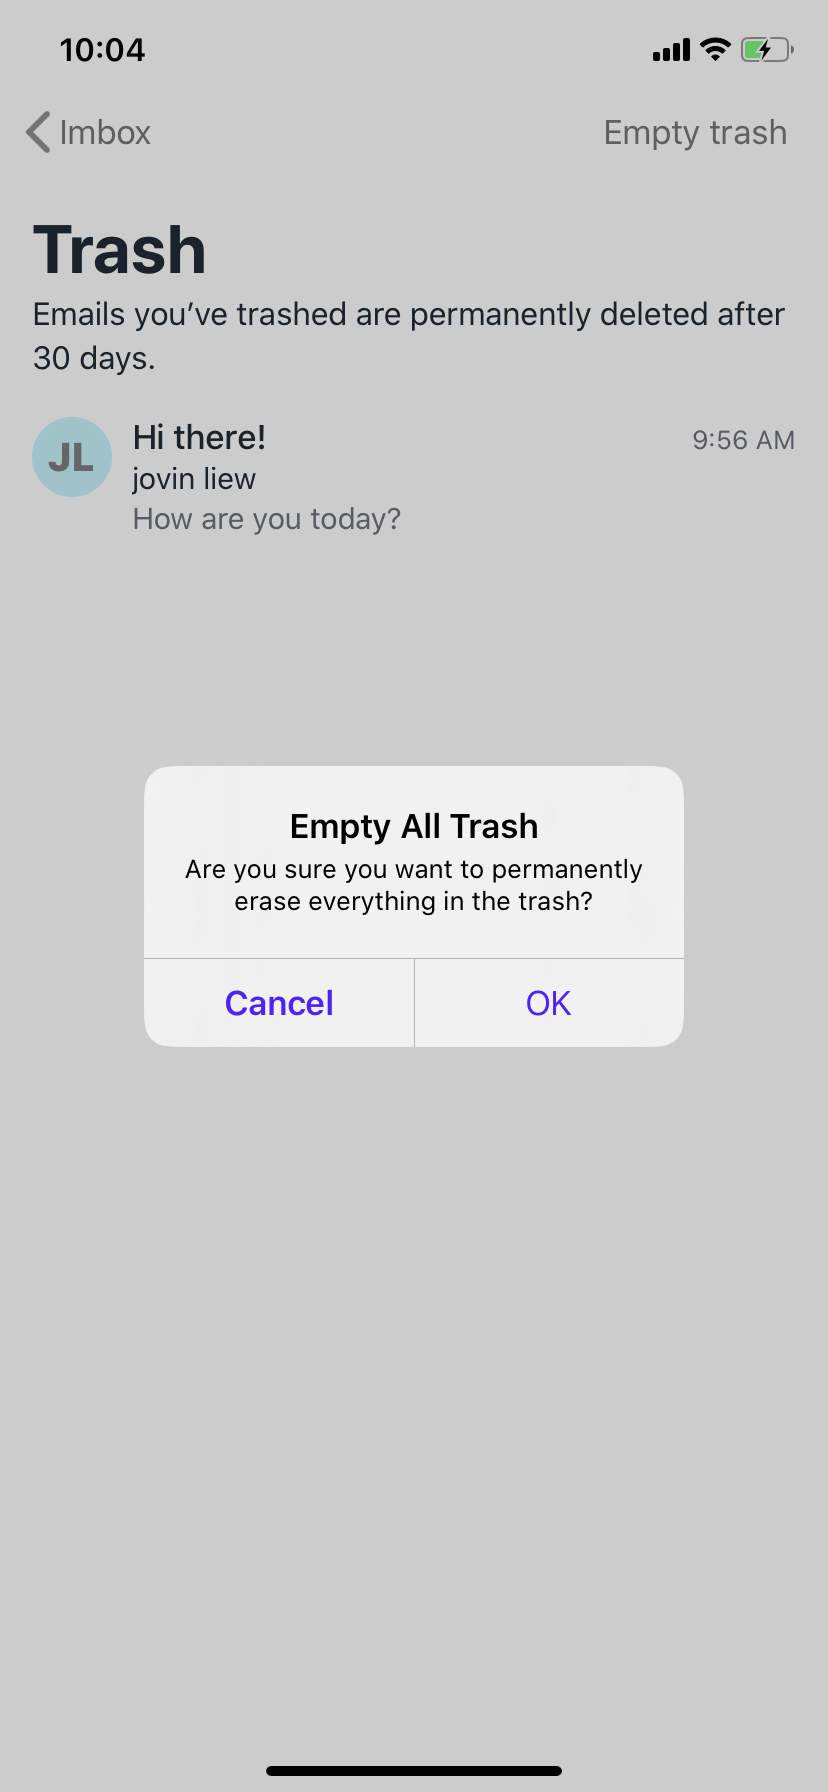 10:04
Imbox
Empty trash
Trash
Emails you’ve trashed are permanently deleted after
30 days.
JL
Hi there!
9:56 AM
jovin liew
How are you today?
Empty All Trash
Are you sure you want to permanently
erase everything in the trash?
Cancel
OK